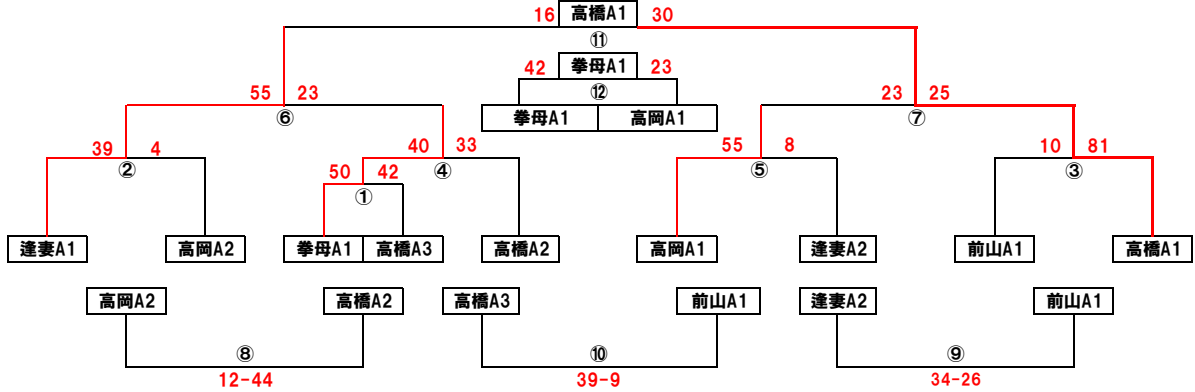 16 高橋A1 30
⑪
42 拳母A1 23
⑫
拳母A1 高岡A1
55 23
⑥
23 25
⑦
39 4
②
40 33
④
55 8
⑤
10 81
③
50 42
①
逢妻A1 高岡A2 拳母A1 高橋A3 高橋A2 高岡A1 逢妻A2 前山A1 高橋A1
高岡A2 高橋A2 高橋A3 前山A1 逢妻A2 前山A1
⑧ ⑩ ⑨
12-44 39-9 34-26